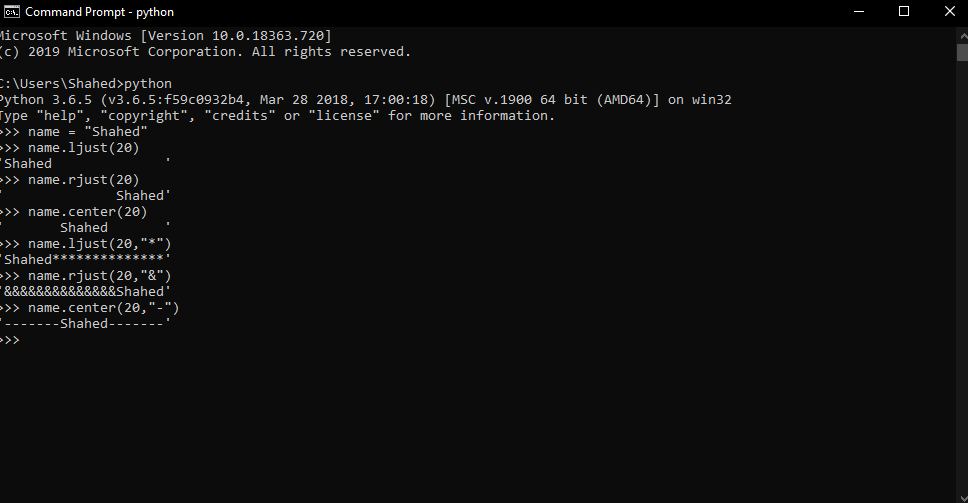 Command Prompt - python
Microsoft Windows [Version 10.0.18363.720]
(c) 2019 Microsoft Corporation. All rights reserved.
C:\Users\Shahed>python
Python 3.6.5 (v3.6.5:f59c0932b4, Mar 28 2018, 17:00:18) [MSC v.1900 64 bit (AMD64)] on win32
Type "help", "copyright", "credits" or "license" for more information.
>>> name = "Shahed"
>>> name.ljust(20)
'Shahed              '
>>> name.rjust(20)
'              Shahed'
>>> name.center(20)
'       Shahed       '
>>> name.ljust(20,"*")
'Shahed**************'
>>> name.rjust(20,"&")
'&&&&&&&&&&&&&&Shahed'
>>> name.center(20,"-")
'-------Shahed-------'
>>>